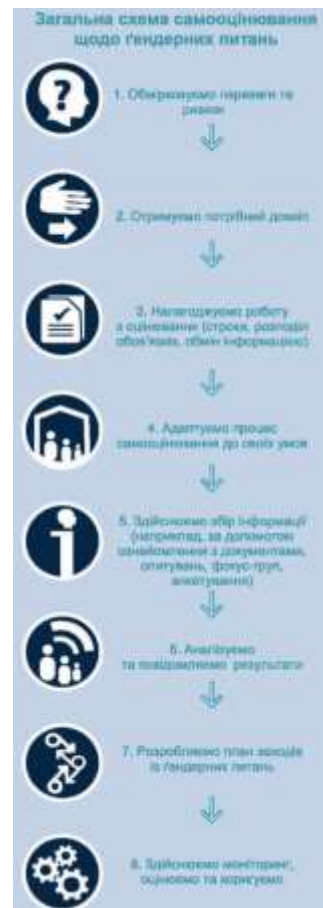 Загальна схема самооцінювання
щодо ґендерних питань
1. Обмірковуємо переваги та
ризики
2. Отримуємо потрібний дозвіл
3. Налагоджуємо роботу
з оцінювання (строки, розподіл
обов'язків, обмін інформацією)
4. Адаптуємо процес
самооцінювання до своїх умов
5. Здійснюємо збір інформації
(наприклад, за допомогою
ознайомлення з документами,
опитувань, фокус-груп,
анкетування)
6. Аналізуємо
та повідомляємо результати
7. Розробляємо план заходів
із ґендерних питань
8. Здійснюємо моніторинг,
оцінюємо та коригуємо